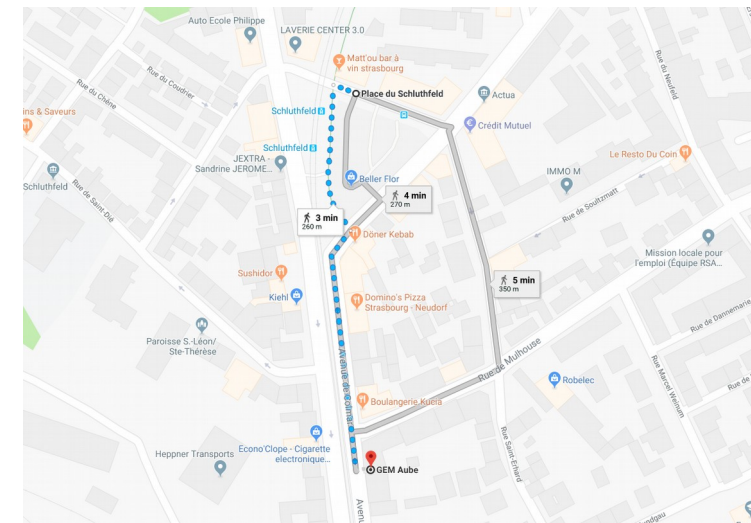 Auto Ecole Philippe
LAVERIE CENTER 3.0
Matt'ou bar à
vin strasbourg
Rue du Coudrier
Rue du Chêne
Rue du Neufeld
Place du Schluthfeld
Actua
ins & Saveurs
Schluthfeld
Crédit Mutuel
Schluthfeld
JEXTRA -
Sandrine JEROME...
Le Resto Du Coin
IMMO M
Schluthfeld
Beller Flor
Rue de Saint-Dié
4 min
270 m
Rue de Soultzmatt
3 min
260 m
Döner Kebab
Mission locale pour
l'emploi (Équipe RSA...
Sushidor
5 min
350 m
Kiehl
Domino's Pizza
Strasbourg - Neudorf
Rue de Dannemarie
Paroisse S.-Léon/
Ste-Thérèse
Rue de Mulhouse
Avenue de Colmar
Robelec
Rue de
Rue Marcel Weinum
Boulangerie Kucia
Rue Saint-Erhard
Econo'Clope - Cigarette
electronique...
Heppner Transports
GEM Aube
Aven
undgau